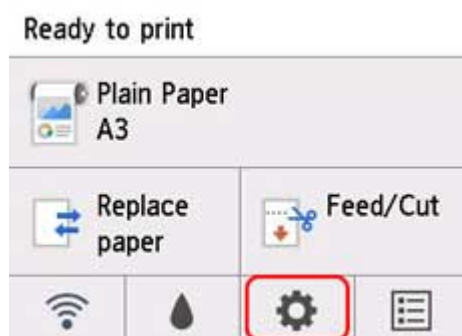 Ready to print
Plain Paper
A3
Replace
paper
Feed/Cut